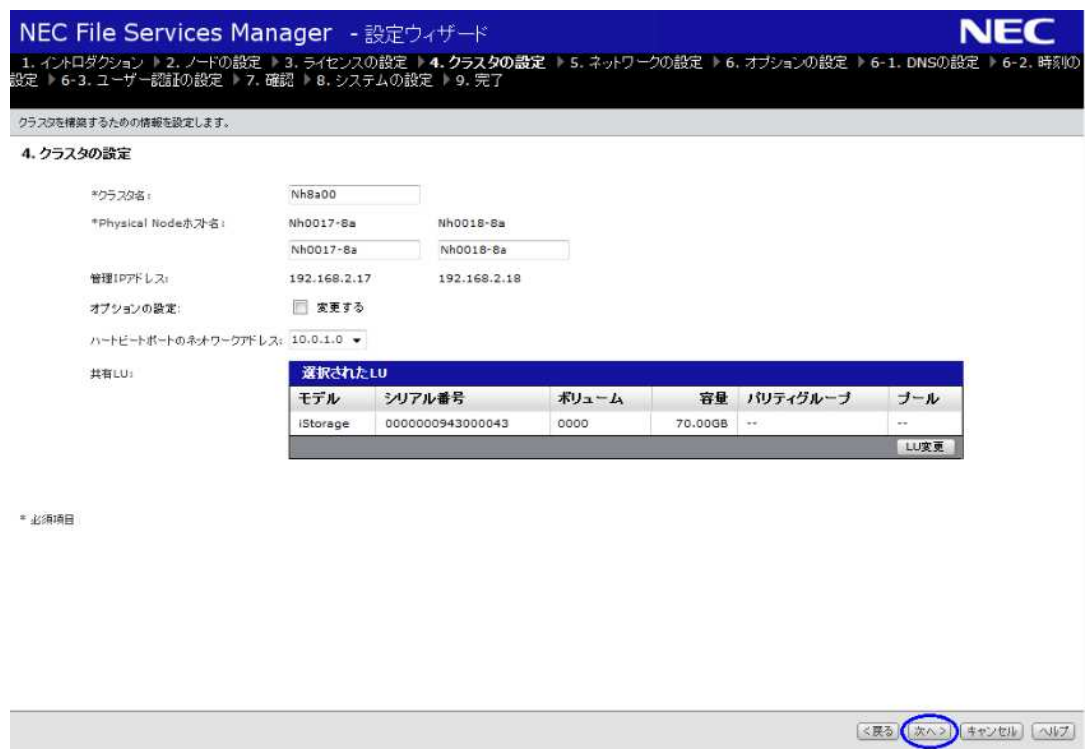 NEC File Services Manager - 設定ウィザード NEC
1. イントロダクション 2. ノードの設定 3. ライセンスの設定 4. クラスタの設定 5. ネットワークの設定 6. オプションの設定 6-1. DNSの設定 6-2. 時刻の
設定 6-3. ユーザー認証の設定 7. 確認 8. システムの設定 9. 完了
クラスタを構築するための情報を設定します。
4. クラスタの設定
*クラスタ名: Nh8a00
*Physical Nodeホスト名: Nh0017-8a Nh0018-8a
Nh0017-8a Nh0018-8a
管理IPアドレス: 192.168.2.17 192.168.2.18
オプションの設定: 変更する
ハートビートポートのネットワークアドレス: 10.0.1.0
共有LU: 選択されたLU
モデル シリアル番号 ボリューム 容量 パリティグループ プール
iStorage 0000000943000043 0000 70.00GB -- --
LU変更
* 必須項目
<戻る 次へ> キャンセル ヘルプ